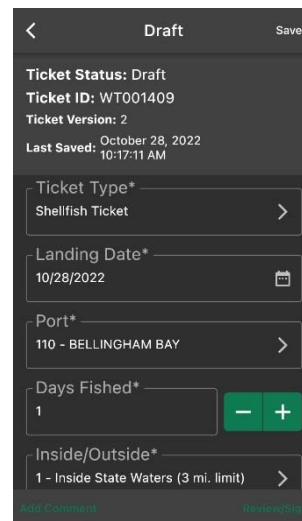 Draft
Save
Ticket Status: Draft
Ticket ID: WT001409
Ticket Version: 2
Last Saved: October 28, 2022
10:17:11 AM
Ticket Type*
Shellfish Ticket
Landing Date*
10/28/2022
Port*
110 - BELLINGHAM BAY
Days Fished*
1
Inside/Outside*
1 - Inside State Waters (3 mi. limit)
Add Comment
Review/Sig